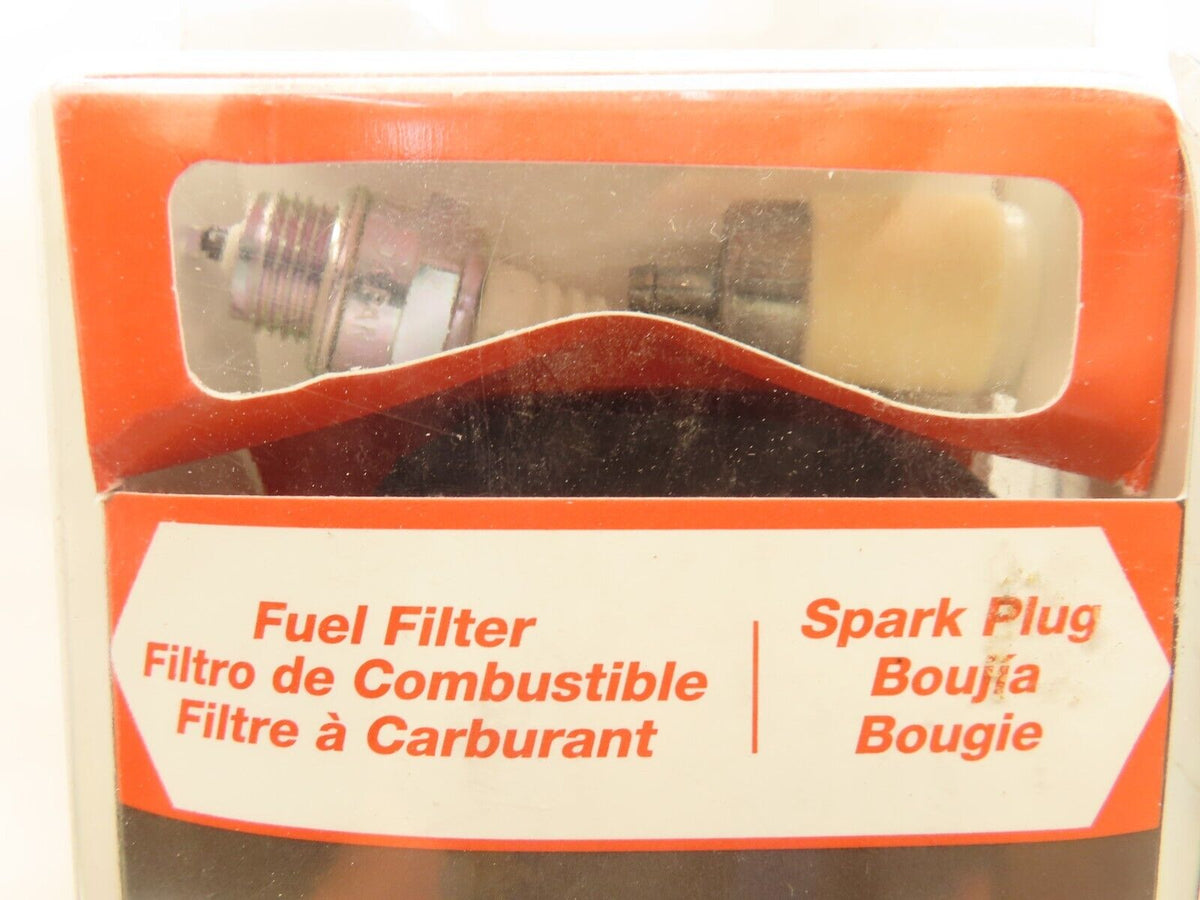 Fuel Filter
Filtro de Combustible
Filtre à Carburant
Spark Plug
Boujía
Bougie